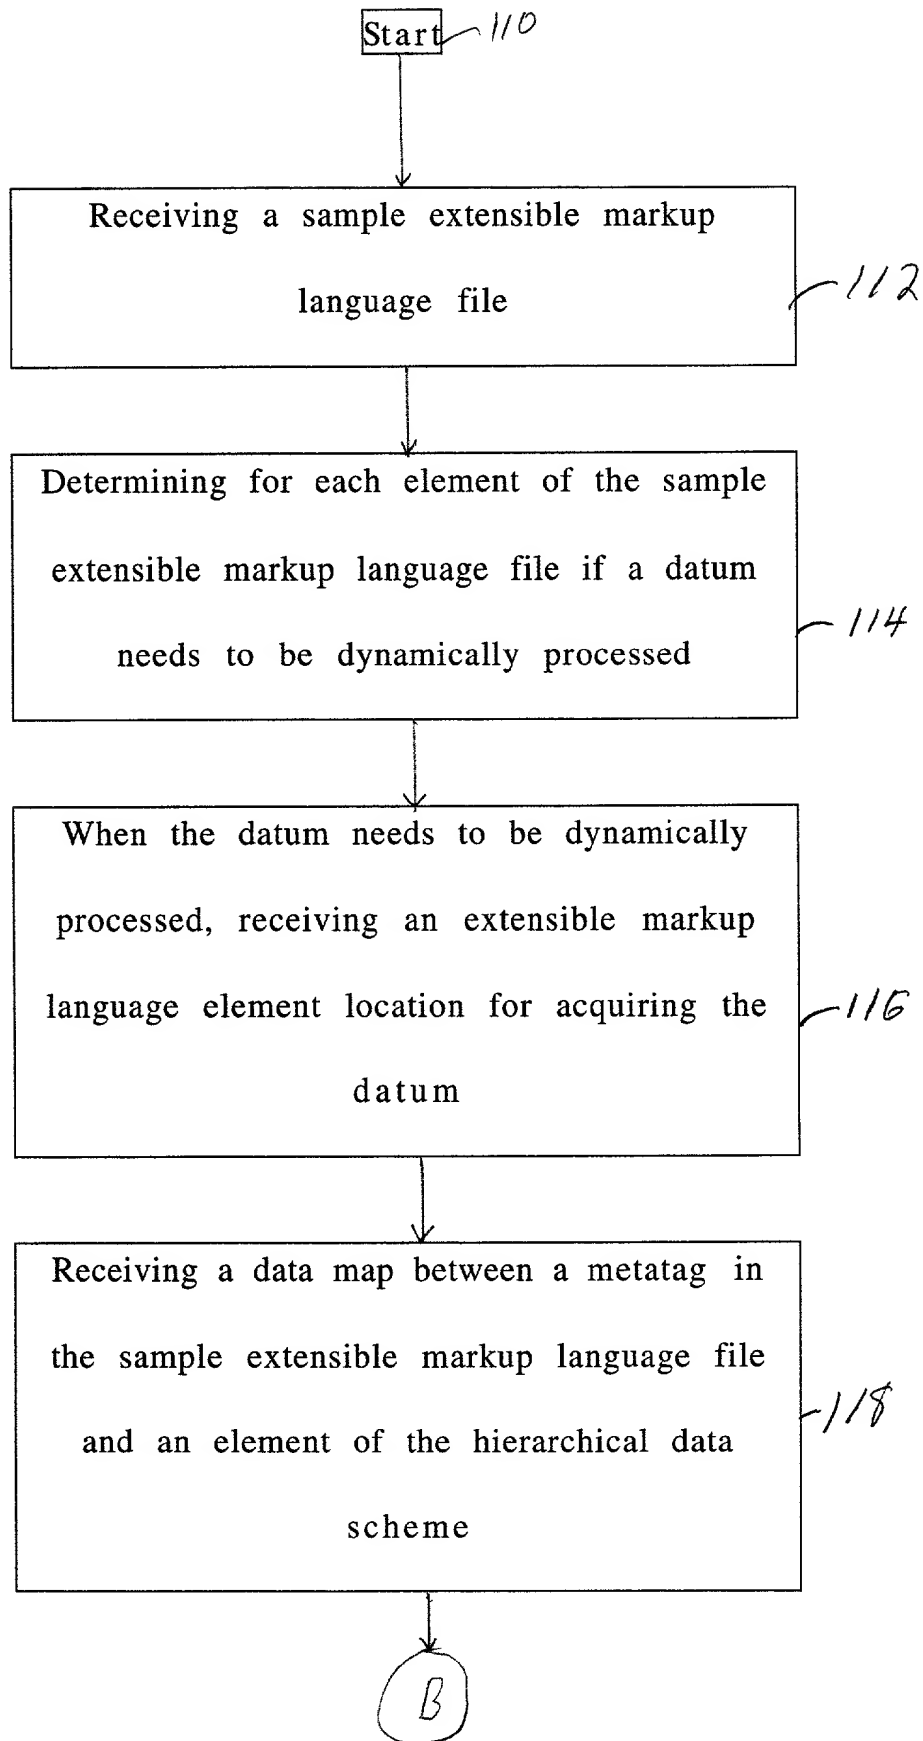 Start 110
Receiving a sample extensible markup
language file
112
Determining for each element of the sample
extensible markup language file if a datum
needs to be dynamically processed
114
When the datum needs to be dynamically
processed, receiving an extensible markup
language element location for acquiring the
datum
116
Receiving a data map between a metatag in
the sample extensible markup language file
and an element of the hierarchical data
scheme
118
B